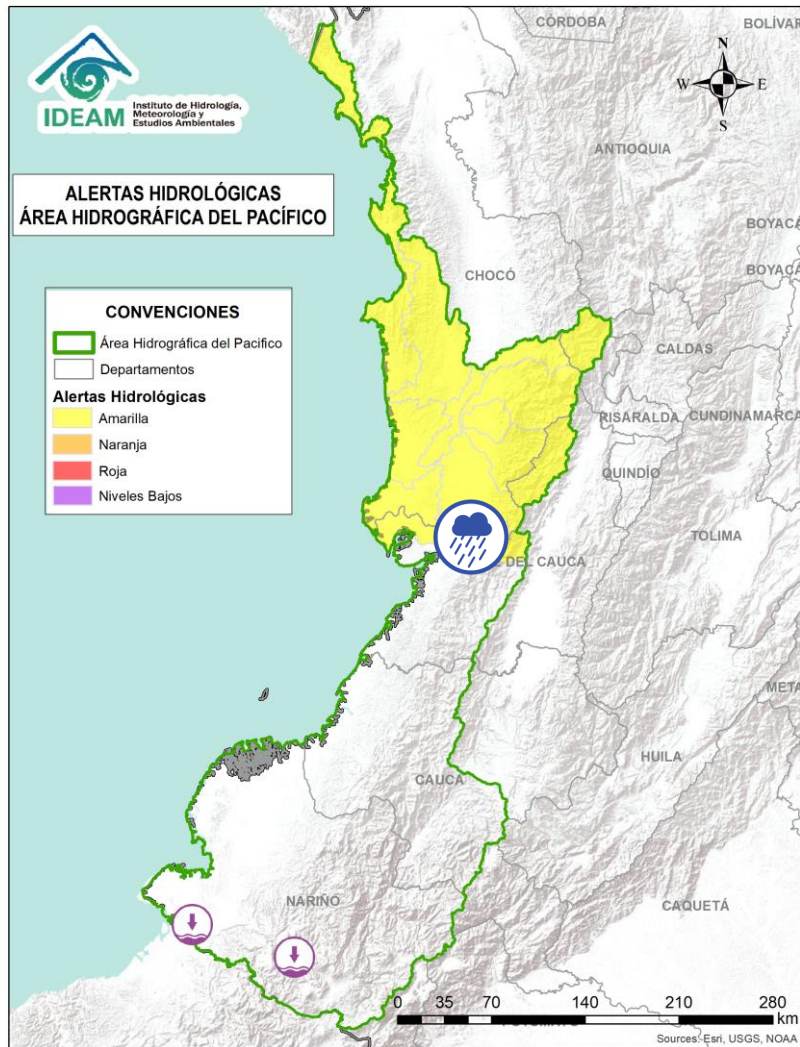 IDEAM
Instituto de Hidrología,
Meteorología y
Estudios Ambientales
ALERTAS HIDROLÓGICAS
ÁREA HIDROGRÁFICA DEL PACÍFICO
CONVENCIONES
Área Hidrográfica del Pacifico
Departamentos
Alertas Hidrológicas
Amarilla
Naranja
Roja
Niveles Bajos
CÓRDOBA
BOLÍVAR
N
W
E
S
ANTIOQUIA
BOYACÁ
CHOCÓ
BOYACÁ
CALDAS
RISARALDA
CUNDINAMARCA
QUINDÍO
TOLIMA
DEL CAUCA
META
HUILA
CAUCA
NARIÑO
CAQUETÁ
0 35 70 140 210 280
km
Sources: Esri, USGS, NOAA